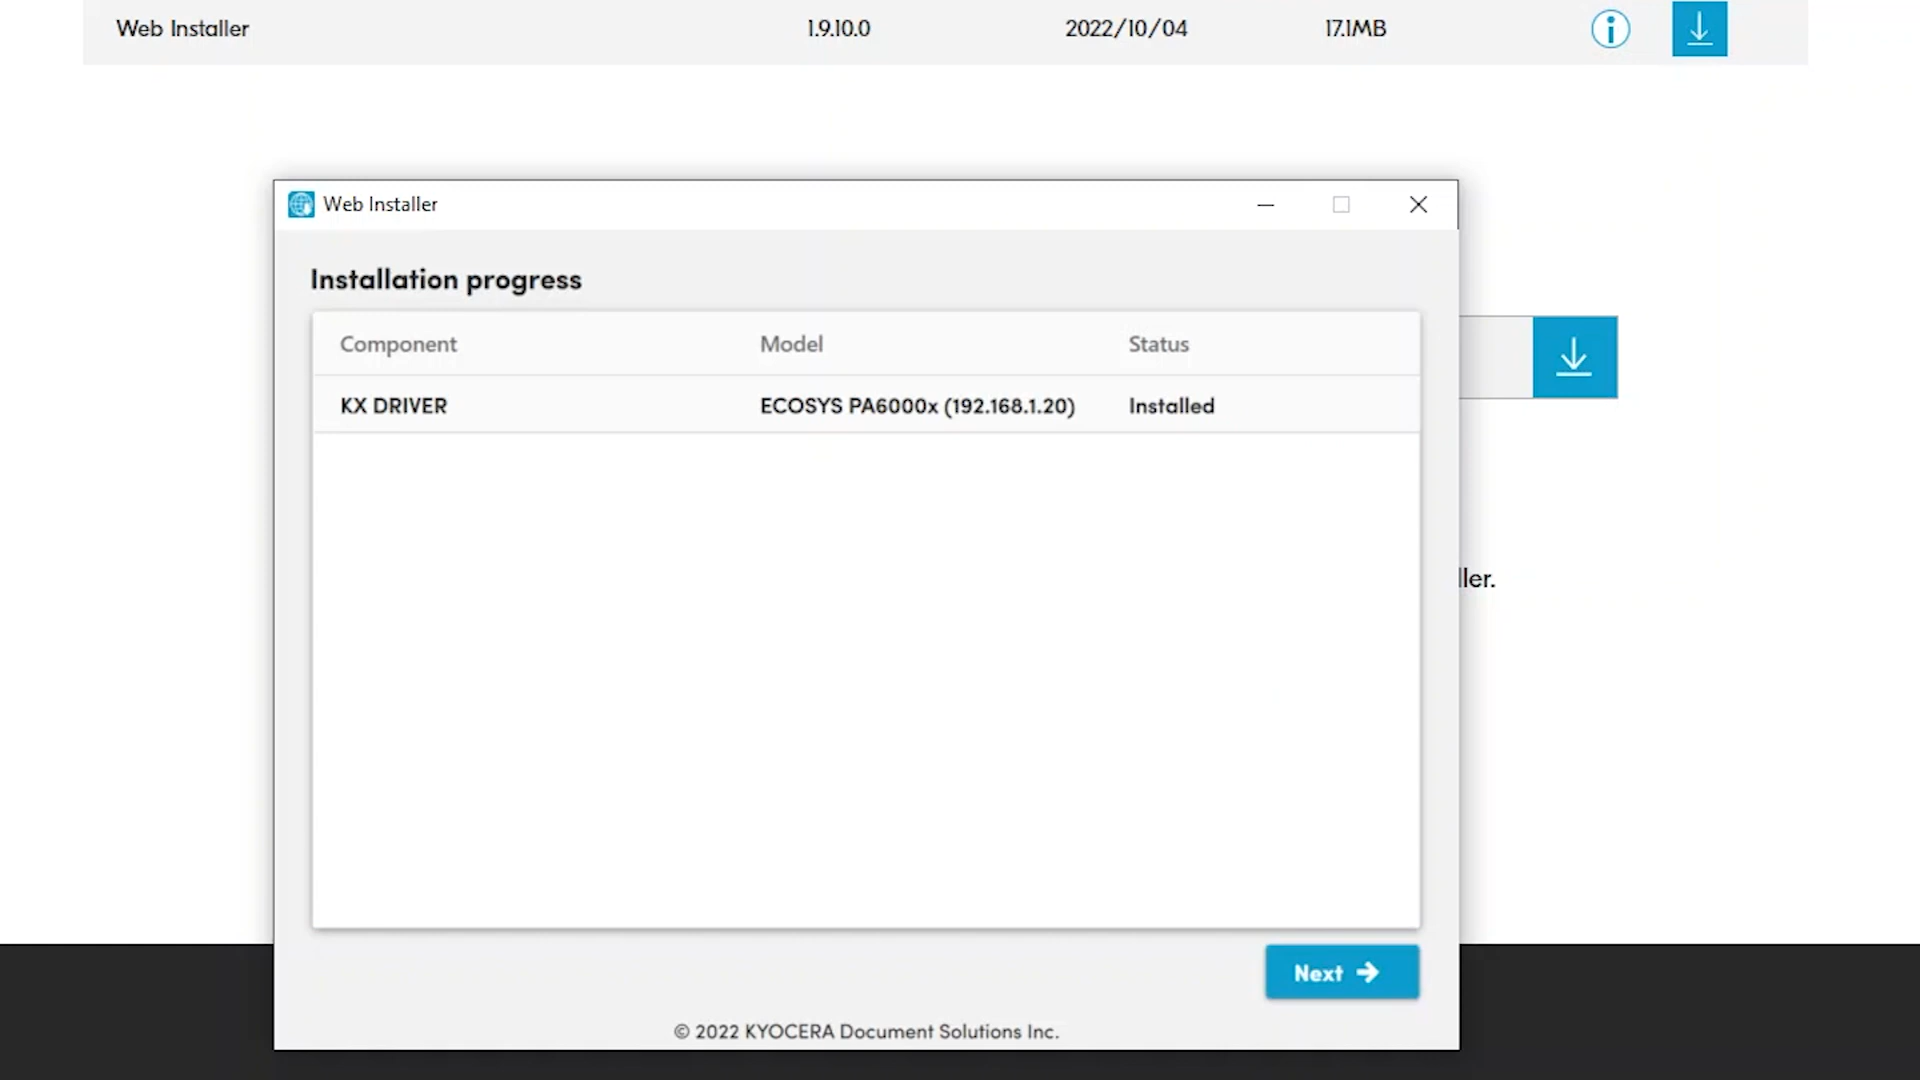 Web Installer 1.9.10.0 2022/10/04 17.1MB
Web Installer
Installation progress
Component Model Status
KX DRIVER ECOSYS PA6000x (192.168.1.20) Installed
ller.
Next
© 2022 KYOCERA Document Solutions Inc.